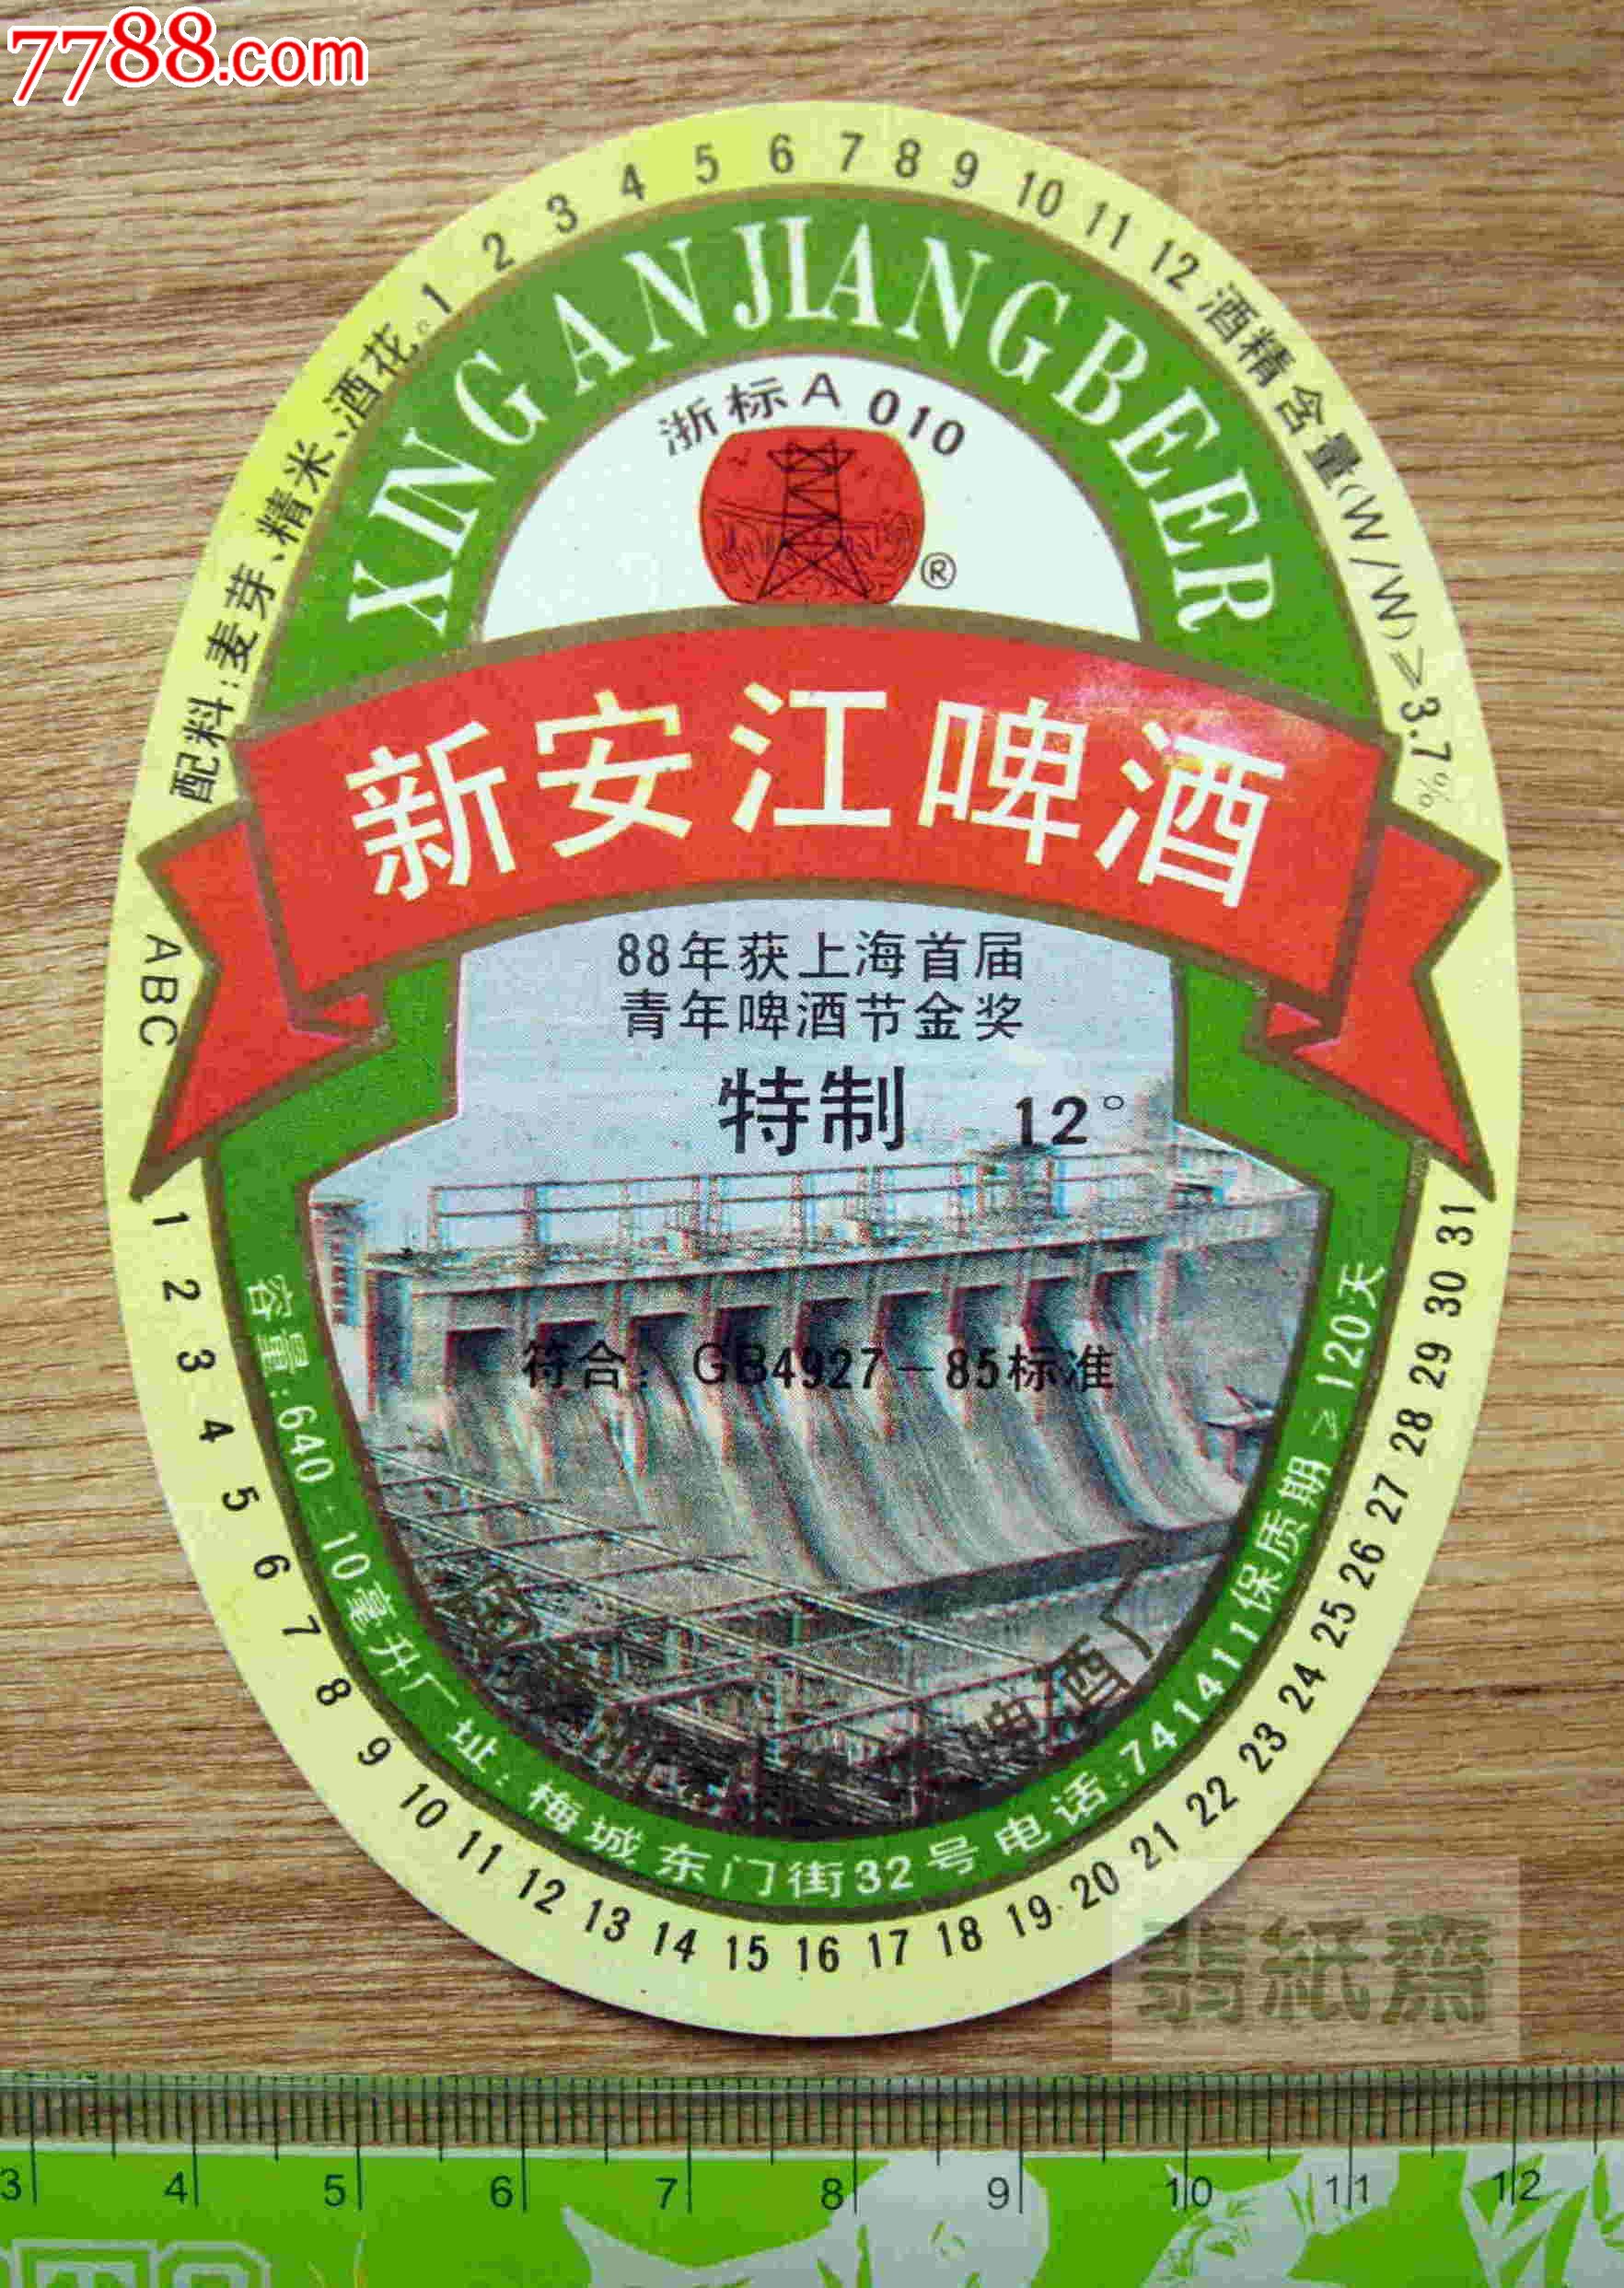 7788.com
1 2 3 4 5 6 7 8 9 10 11 12
酒精含量(W/W)≥3.7%
配料:麦芽、精米、酒花。
XIN G ANJIANG BEER
浙标A 010
®
新安江啤酒
ABC
88年获上海首届
青年啤酒节金奖
特制 12°
符合: GB4927-85标准
啤酒厂
容量:640-10毫升
厂址:梅城东门街32号
电话:741411
保质期≥120天
1 2 3 4 5 6 7 8 9 10 11 12 13 14 15 16 17 18 19 20 21 22 23 24 25 26 27 28 29 30 31
翡紙齋
3 4 5 6 7 8 9 10 11 12